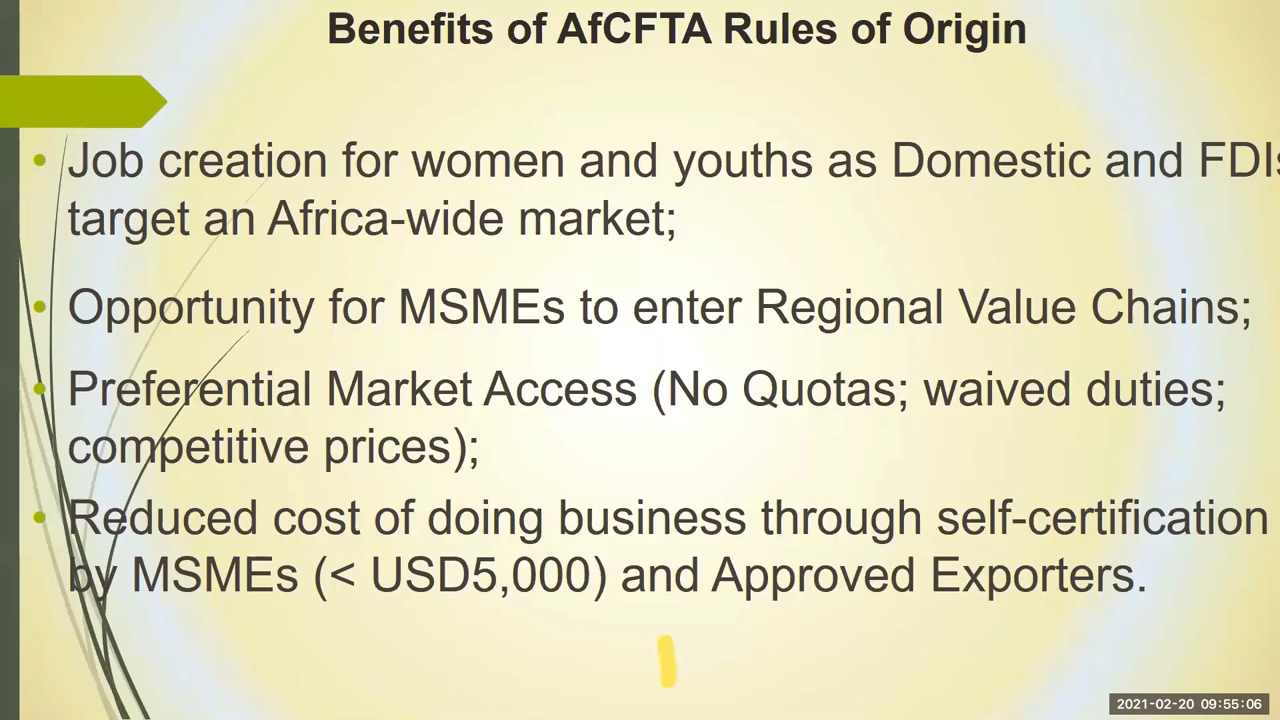 Benefits of AfCFTA Rules of Origin
• Job creation for women and youths as Domestic and FDIs
target an Africa-wide market;
• Opportunity for MSMEs to enter Regional Value Chains;
• Preferential Market Access (No Quotas; waived duties;
competitive prices);
• Reduced cost of doing business through self-certification
by MSMEs (< USD5,000) and Approved Exporters.
2021-02-20 09:55:06